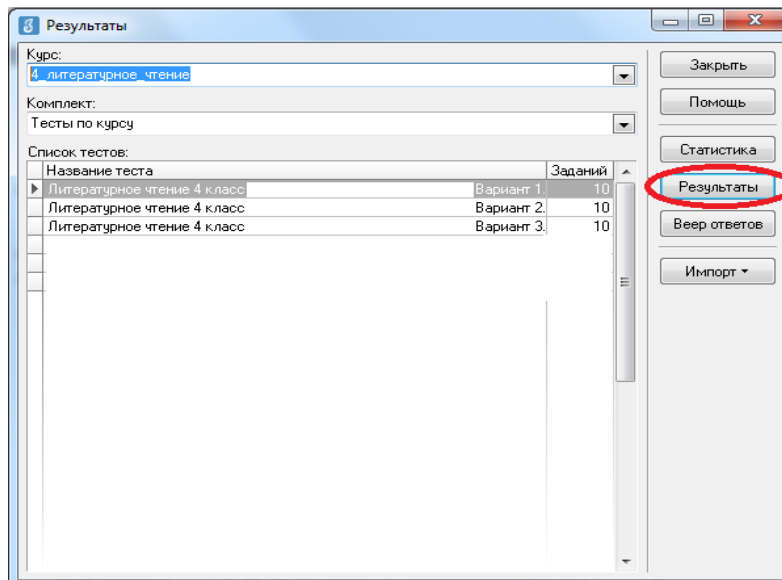 Результаты
Курс:
4_литературное_чтение
Комплект:
Тесты по курсу
Список тестов:
Название теста Заданий
Литературное чтение 4 класс Вариант 1. 10
Литературное чтение 4 класс Вариант 2. 10
Литературное чтение 4 класс Вариант 3. 10
Закрыть
Помощь
Статистика
Результаты
Веер ответов
Импорт